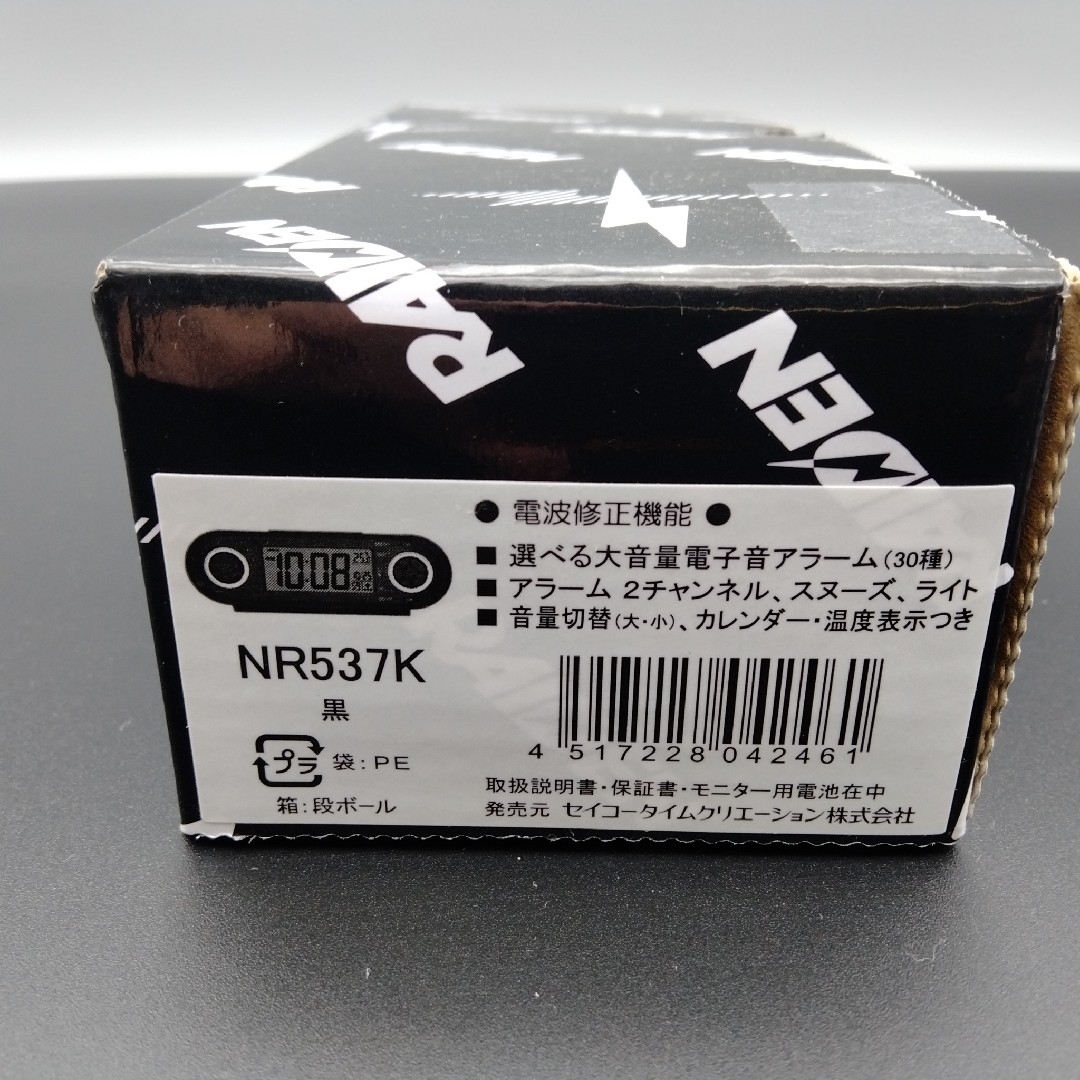 RAIDEN
RAIDEN
● 電波修正機能 ●
■ 選べる大音量電子音アラーム(30種)
■ アラーム 2チャンネル、スヌーズ、ライト
■ 音量切替(大・小)、カレンダー・温度表示つき
10:08
NR537K
黒
プラ 袋:PE
箱:段ボール
4 517228 042461
取扱説明書・保証書・モニター用電池在中
発売元 セイコータイムクリエーション株式会社